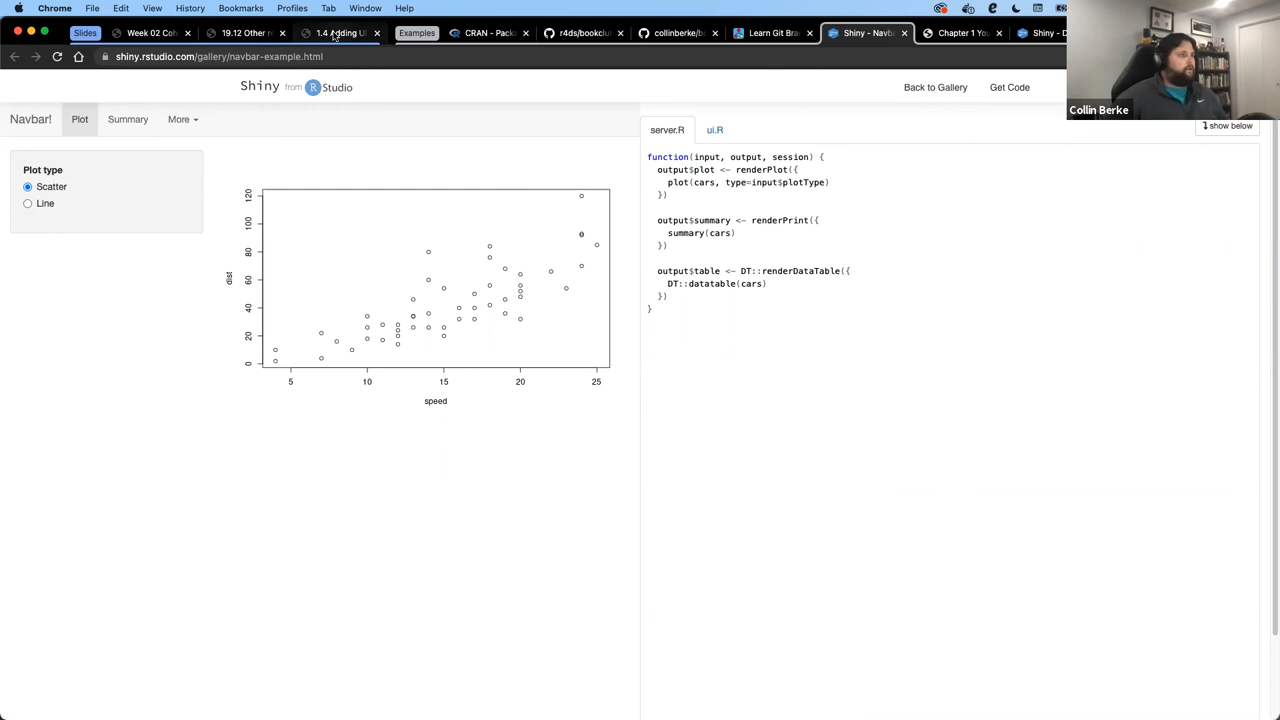 Chrome File Edit View History Bookmarks Profiles Tab Window Help
Slides Week 02 Coh 19.12 Other r 1.4 Adding UI Examples CRAN - Pack r4ds/bookclu collinberke/b Learn Git Bran Shiny - Navba Chapter 1 You Shiny - D
shiny.rstudio.com/gallery/navbar-example.html
Shiny from R Studio
Back to Gallery Get Code
Collin Berke
Navbar! Plot Summary More
server.R ui.R
show below
Plot type
Scatter
Line
120
100
80
60
40
20
0
dist
5 10 15 20 25
speed
function(input, output, session) {
output$plot <- renderPlot({
plot(cars, type=input$plotType)
})
output$summary <- renderPrint({
summary(cars)
})
output$table <- DT::renderDataTable({
DT::datatable(cars)
})
}